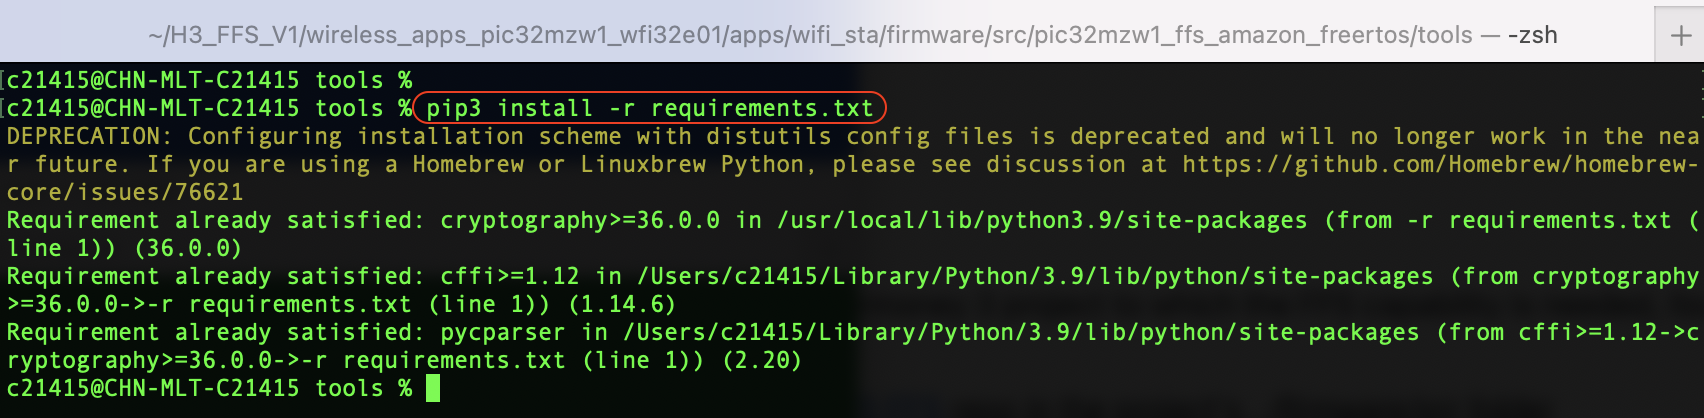 ~/H3_FFS_V1/wireless_apps_pic32mzw1_wfi32e01/apps/wifi_sta/firmware/src/pic32mzw1_ffs_amazon_freertos/tools — -zsh +
[c21415@CHN-MLT-C21415 tools %
[c21415@CHN-MLT-C21415 tools % pip3 install -r requirements.txt
DEPRECATION: Configuring installation scheme with distutils config files is deprecated and will no longer work in the nea
r future. If you are using a Homebrew or Linuxbrew Python, please see discussion at https://github.com/Homebrew/homebrew-
core/issues/76621
Requirement already satisfied: cryptography>=36.0.0 in /usr/local/lib/python3.9/site-packages (from -r requirements.txt (
line 1)) (36.0.0)
Requirement already satisfied: cffi>=1.12 in /Users/c21415/Library/Python/3.9/lib/python/site-packages (from cryptography
>=36.0.0->-r requirements.txt (line 1)) (1.14.6)
Requirement already satisfied: pycparser in /Users/c21415/Library/Python/3.9/lib/python/site-packages (from cffi>=1.12->c
ryptography>=36.0.0->-r requirements.txt (line 1)) (2.20)
c21415@CHN-MLT-C21415 tools %